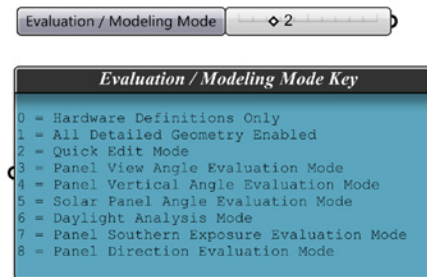 Evaluation / Modeling Mode 2
Evaluation / Modeling Mode Key
0 = Hardware Definitions Only
1 = All Detailed Geometry Enabled
2 = Quick Edit Mode
3 = Panel View Angle Evaluation Mode
4 = Panel Vertical Angle Evaluation Mode
5 = Solar Panel Angle Evaluation Mode
6 = Daylight Analysis Mode
7 = Panel Southern Exposure Evaluation Mode
8 = Panel Direction Evaluation Mode